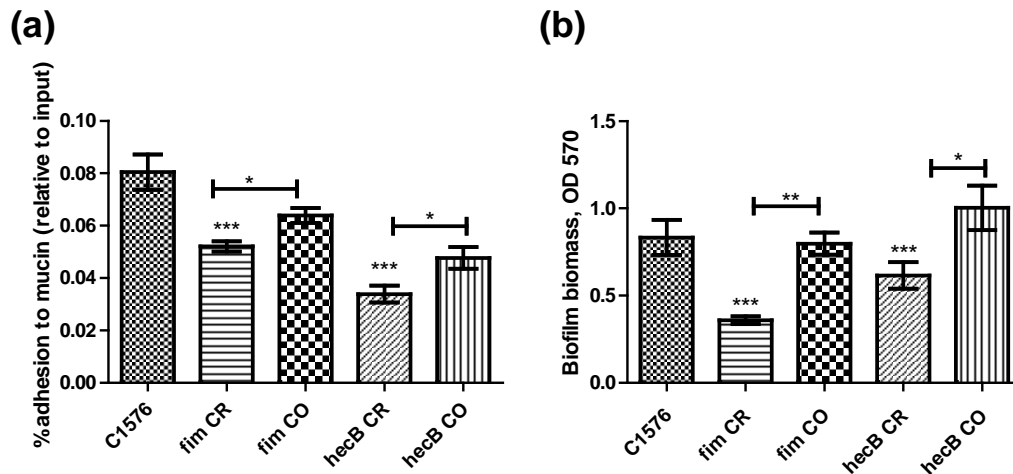 (a)
%adhesion to mucin (relative to input)
0.10
0.08
0.06
0.04
0.02
0.00
*
***
*
***
C1576
fim CR
fim CO
hecB CR
hecB CO
(b)
Biofilm biomass, OD 570
1.5
1.0
0.5
0.0
*
**
***
***
C1576
fim CR
fim CO
hecB CR
hecB CO